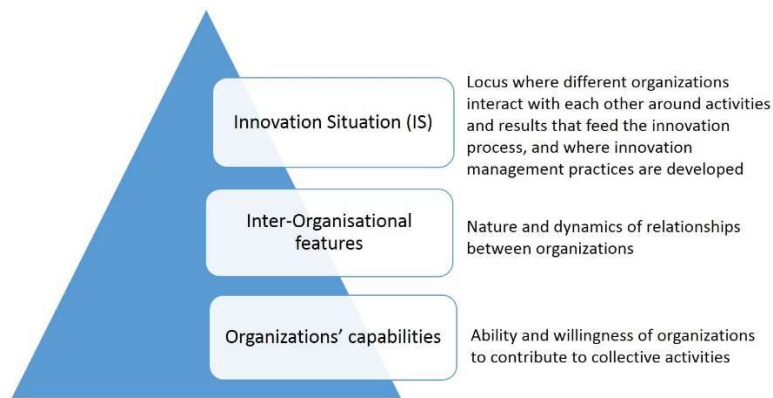 Innovation Situation (IS)
Locus where different organizations
interact with each other around activities
and results that feed the innovation
process, and where innovation
management practices are developed
Inter-Organisational
features
Nature and dynamics of relationships
between organizations
Organizations’ capabilities
Ability and willingness of organizations
to contribute to collective activities